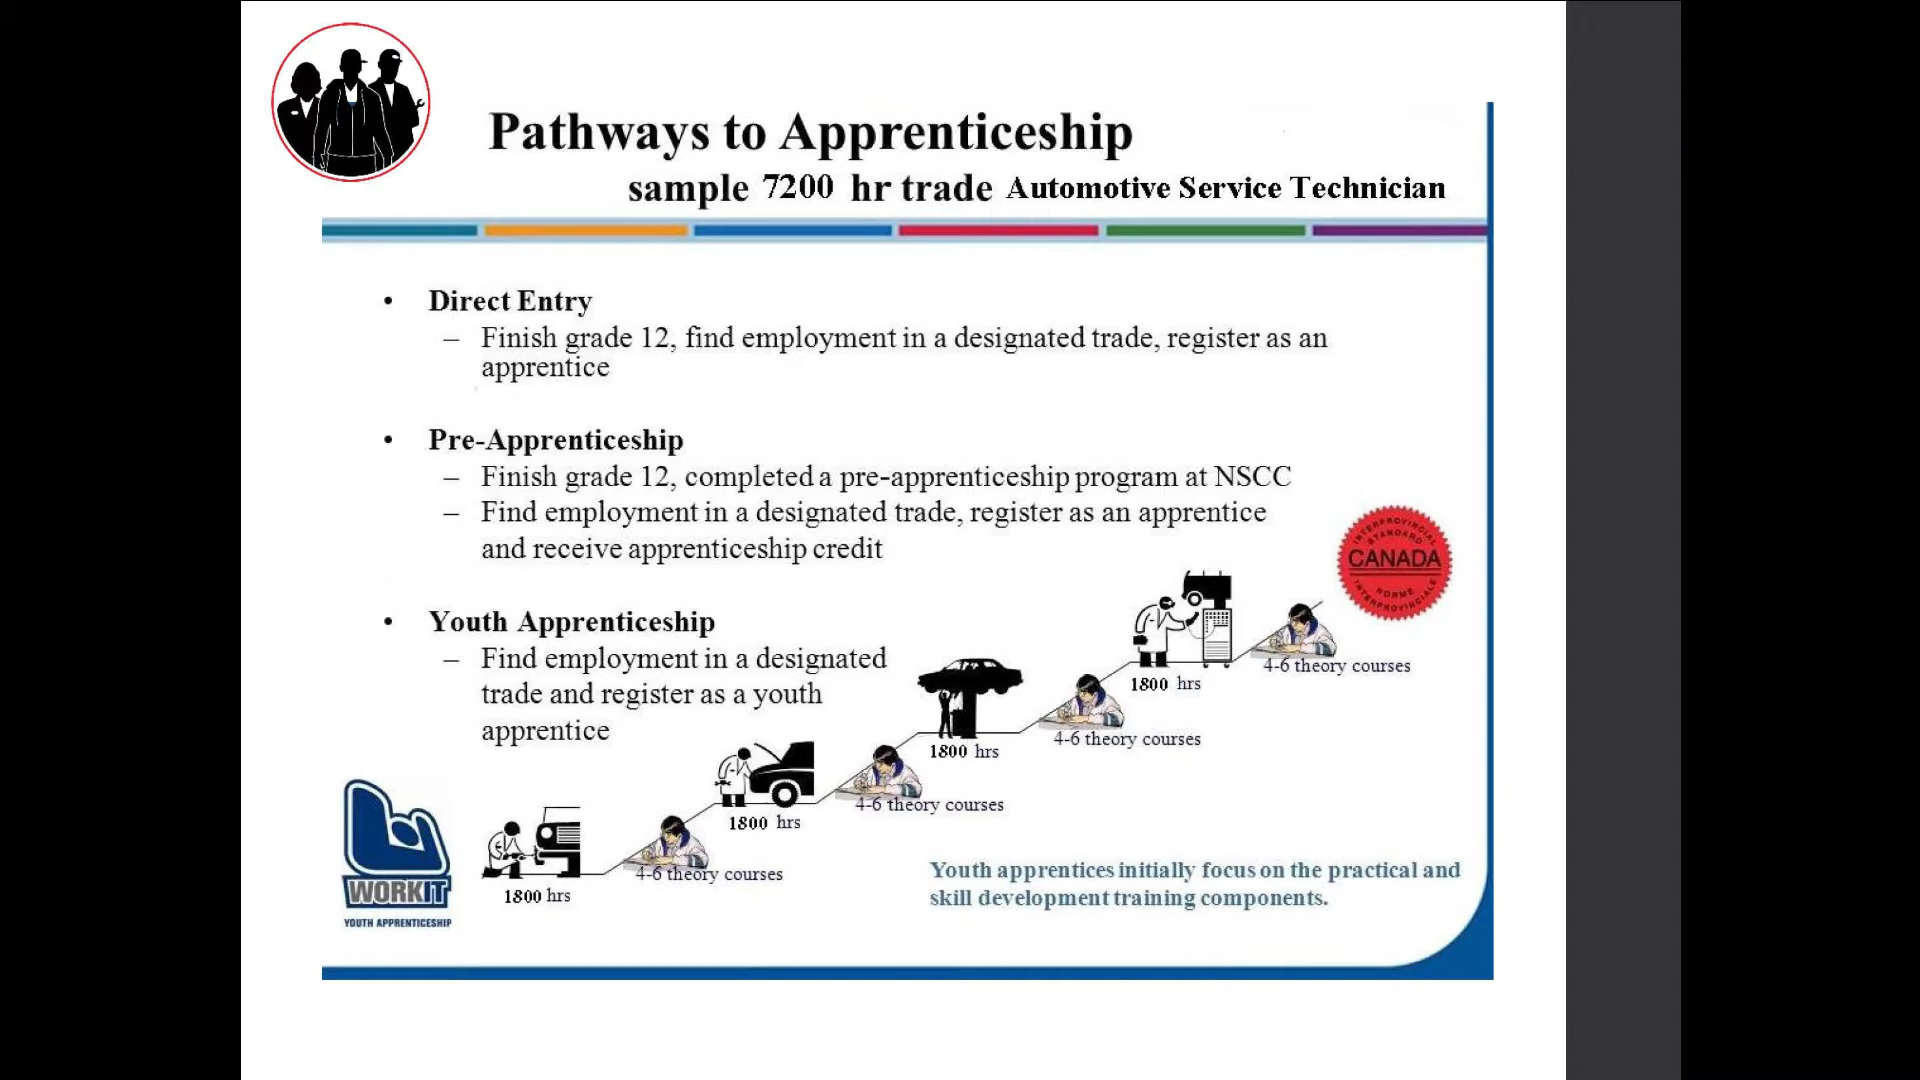 Pathways to Apprenticeship
sample 7200 hr trade Automotive Service Technician
• Direct Entry
– Finish grade 12, find employment in a designated trade, register as an
apprentice
• Pre-Apprenticeship
– Finish grade 12, completed a pre-apprenticeship program at NSCC
– Find employment in a designated trade, register as an apprentice
and receive apprenticeship credit
INTERPROVINCIAL
STANDARD
CANADA
NORME
INTERPROVINCIALE
• Youth Apprenticeship
– Find employment in a designated
trade and register as a youth
apprentice
4-6 theory courses
1800 hrs
4-6 theory courses
1800 hrs
4-6 theory courses
1800 hrs
4-6 theory courses
1800 hrs
Youth apprentices initially focus on the practical and
skill development training components.
WORKIT
YOUTH APPRENTICESHIP